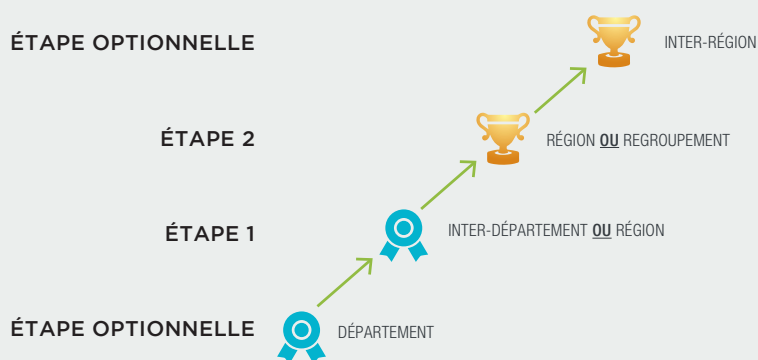 ÉTAPE OPTIONNELLE INTER-RÉGION
ÉTAPE 2 RÉGION OU REGROUPEMENT
ÉTAPE 1 INTER-DÉPARTEMENT OU RÉGION
ÉTAPE OPTIONNELLE DÉPARTEMENT